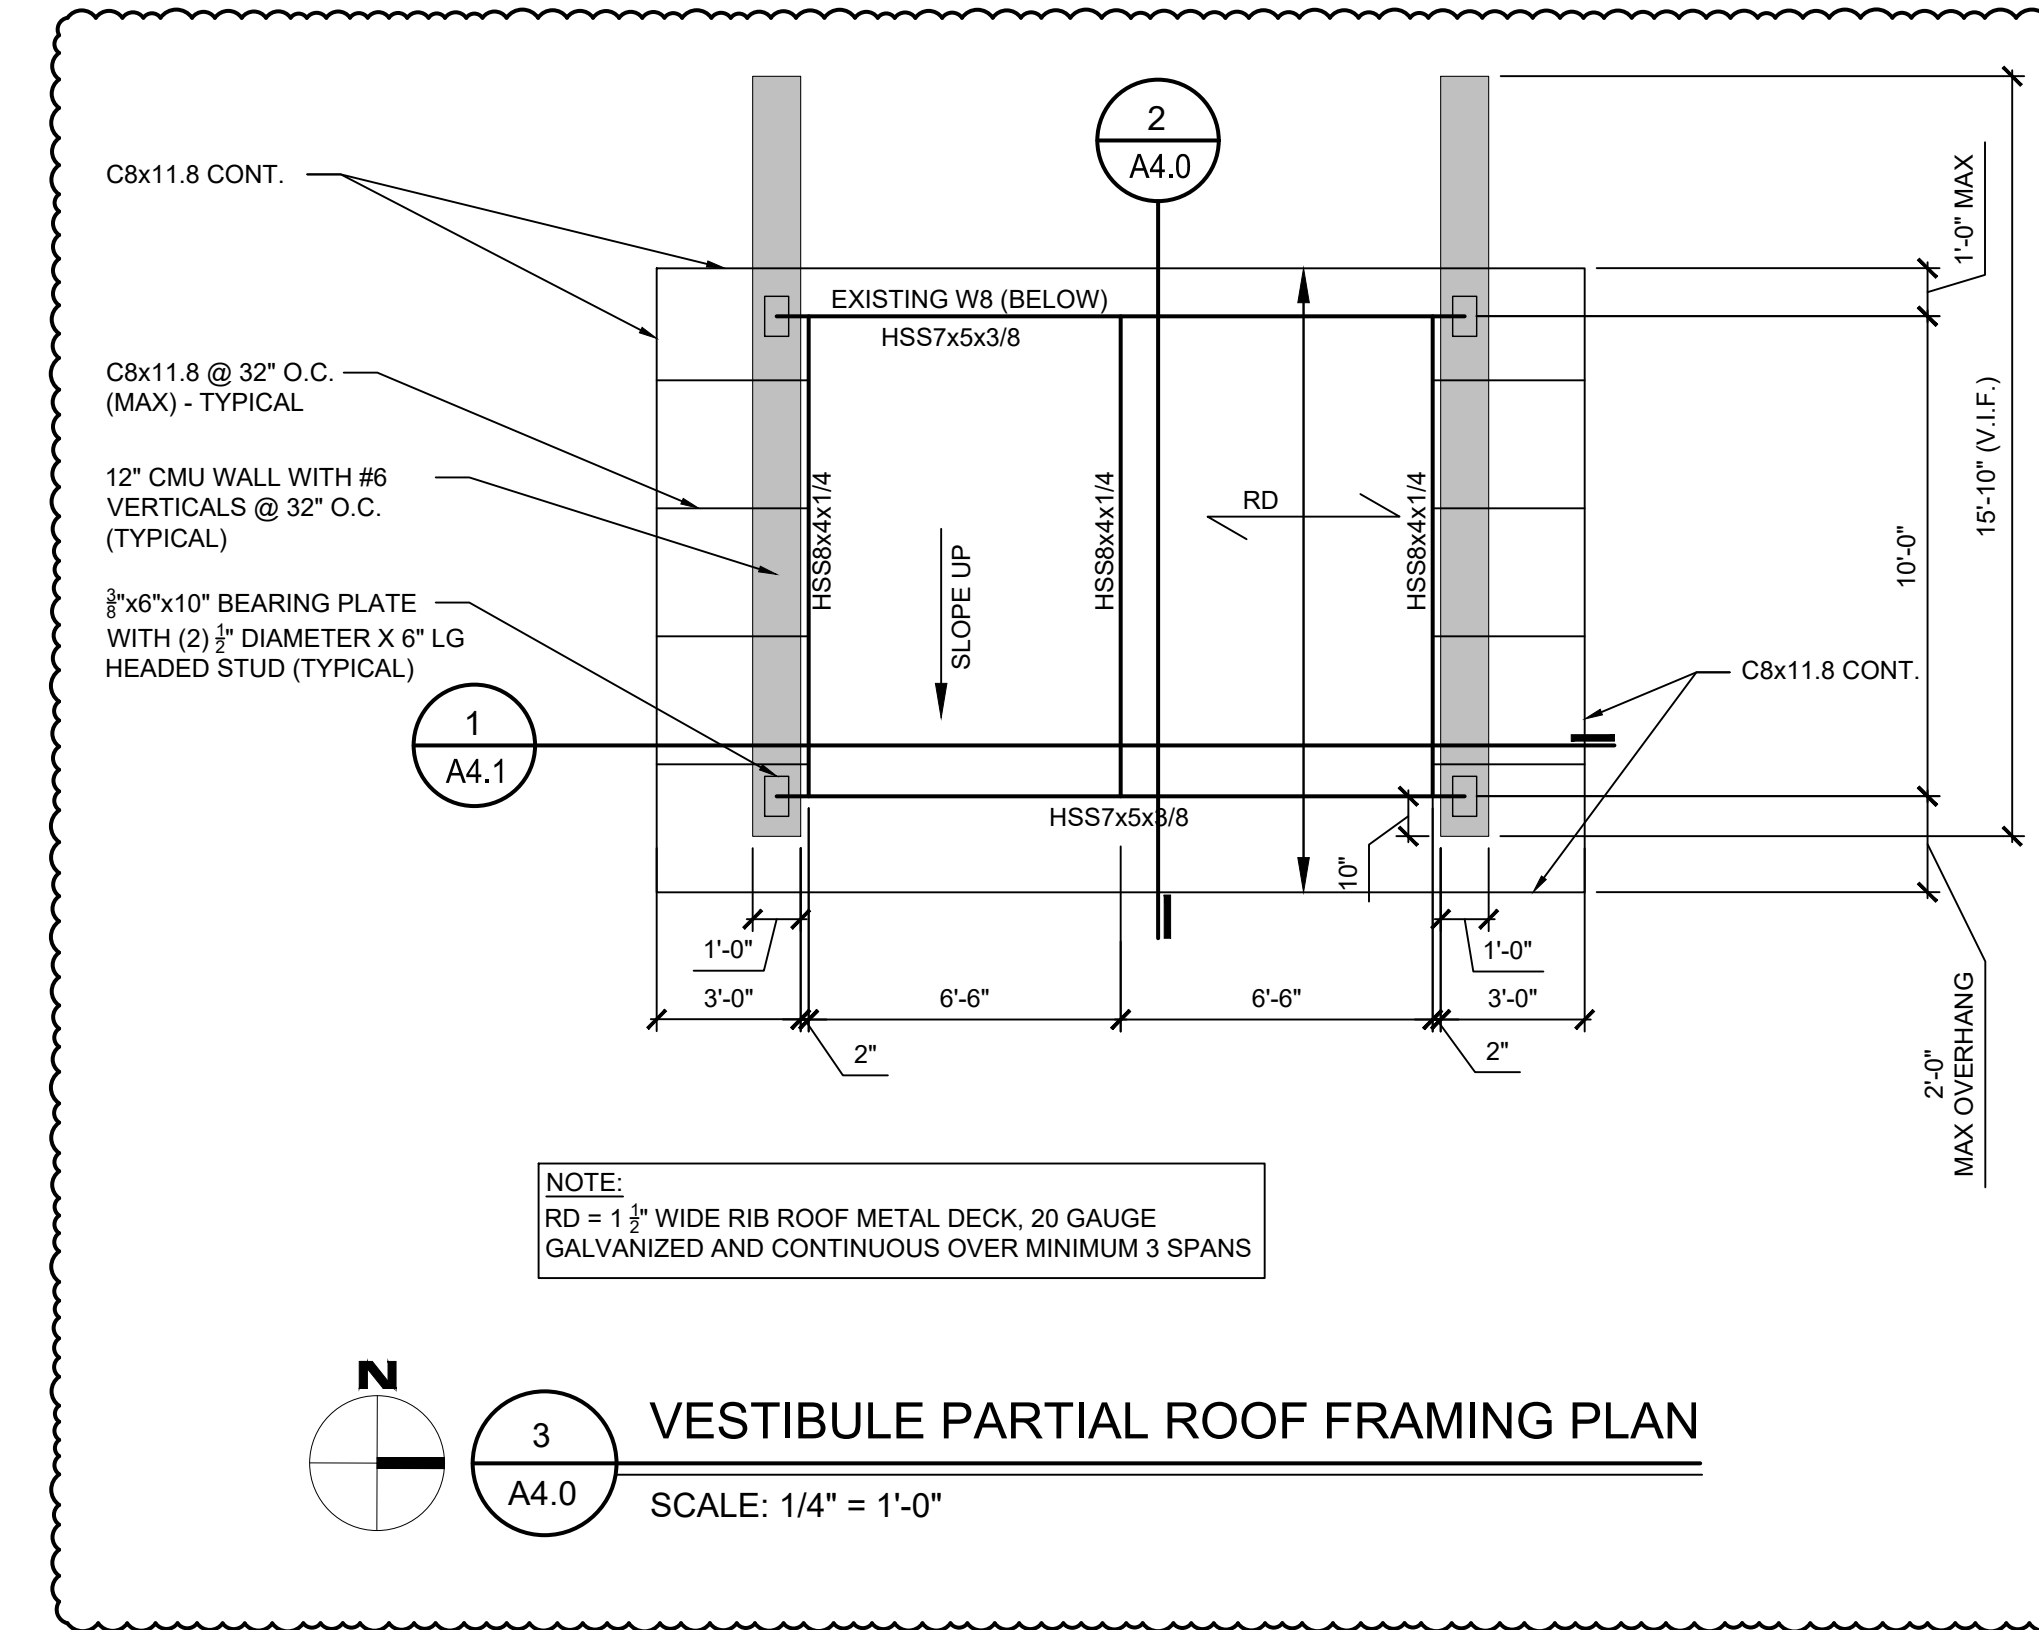 2
A4.0
C8x11.8 CONT.
1'-0" MAX
EXISTING W8 (BELOW)
HSS7x5x3/8
C8x11.8 @ 32" O.C.
(MAX) - TYPICAL
12" CMU WALL WITH #6
VERTICALS @ 32" O.C.
(TYPICAL)
3/8"x6"x10" BEARING PLATE
WITH (2) 1/2" DIAMETER X 6" LG
HEADED STUD (TYPICAL)
HSS8x4x1/4
HSS8x4x1/4
HSS8x4x1/4
RD
SLOPE UP
15'-10" (V.I.F.)
10'-0"
C8x11.8 CONT.
1
A4.1
HSS7x5x3/8
10"
1'-0"
1'-0"
3'-0"
6'-6"
6'-6"
3'-0"
2"
2"
2'-0"
MAX OVERHANG
NOTE:
RD = 1 1/2" WIDE RIB ROOF METAL DECK, 20 GAUGE
GALVANIZED AND CONTINUOUS OVER MINIMUM 3 SPANS
N
3
A4.0
VESTIBULE PARTIAL ROOF FRAMING PLAN
SCALE: 1/4" = 1'-0"